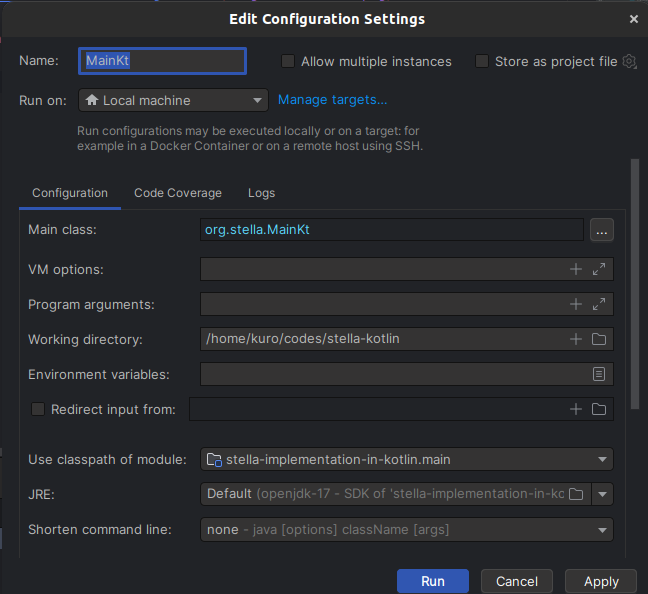 Edit Configuration Settings
Name: MainKt Allow multiple instances Store as project file
Run on: Local machine Manage targets...
Run configurations may be executed locally or on a target: for
example in a Docker Container or on a remote host using SSH.
Configuration Code Coverage Logs
Main class: org.stella.MainKt ...
VM options:
Program arguments:
Working directory: /home/kuro/codes/stella-kotlin
Environment variables:
Redirect input from:
Use classpath of module: stella-implementation-in-kotlin.main
JRE: Default (openjdk-17 - SDK of 'stella-implementation-in-ko
Shorten command line: none - java [options] className [args]
Run Cancel Apply